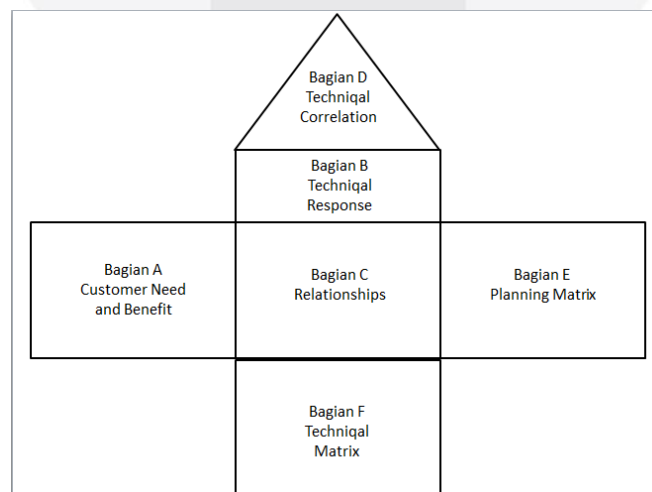 Bagian D
Techniqal
Correlation
Bagian B
Techniqal
Response
Bagian A
Customer Need
and Benefit
Bagian C
Relationships
Bagian E
Planning Matrix
Bagian F
Techniqal
Matrix